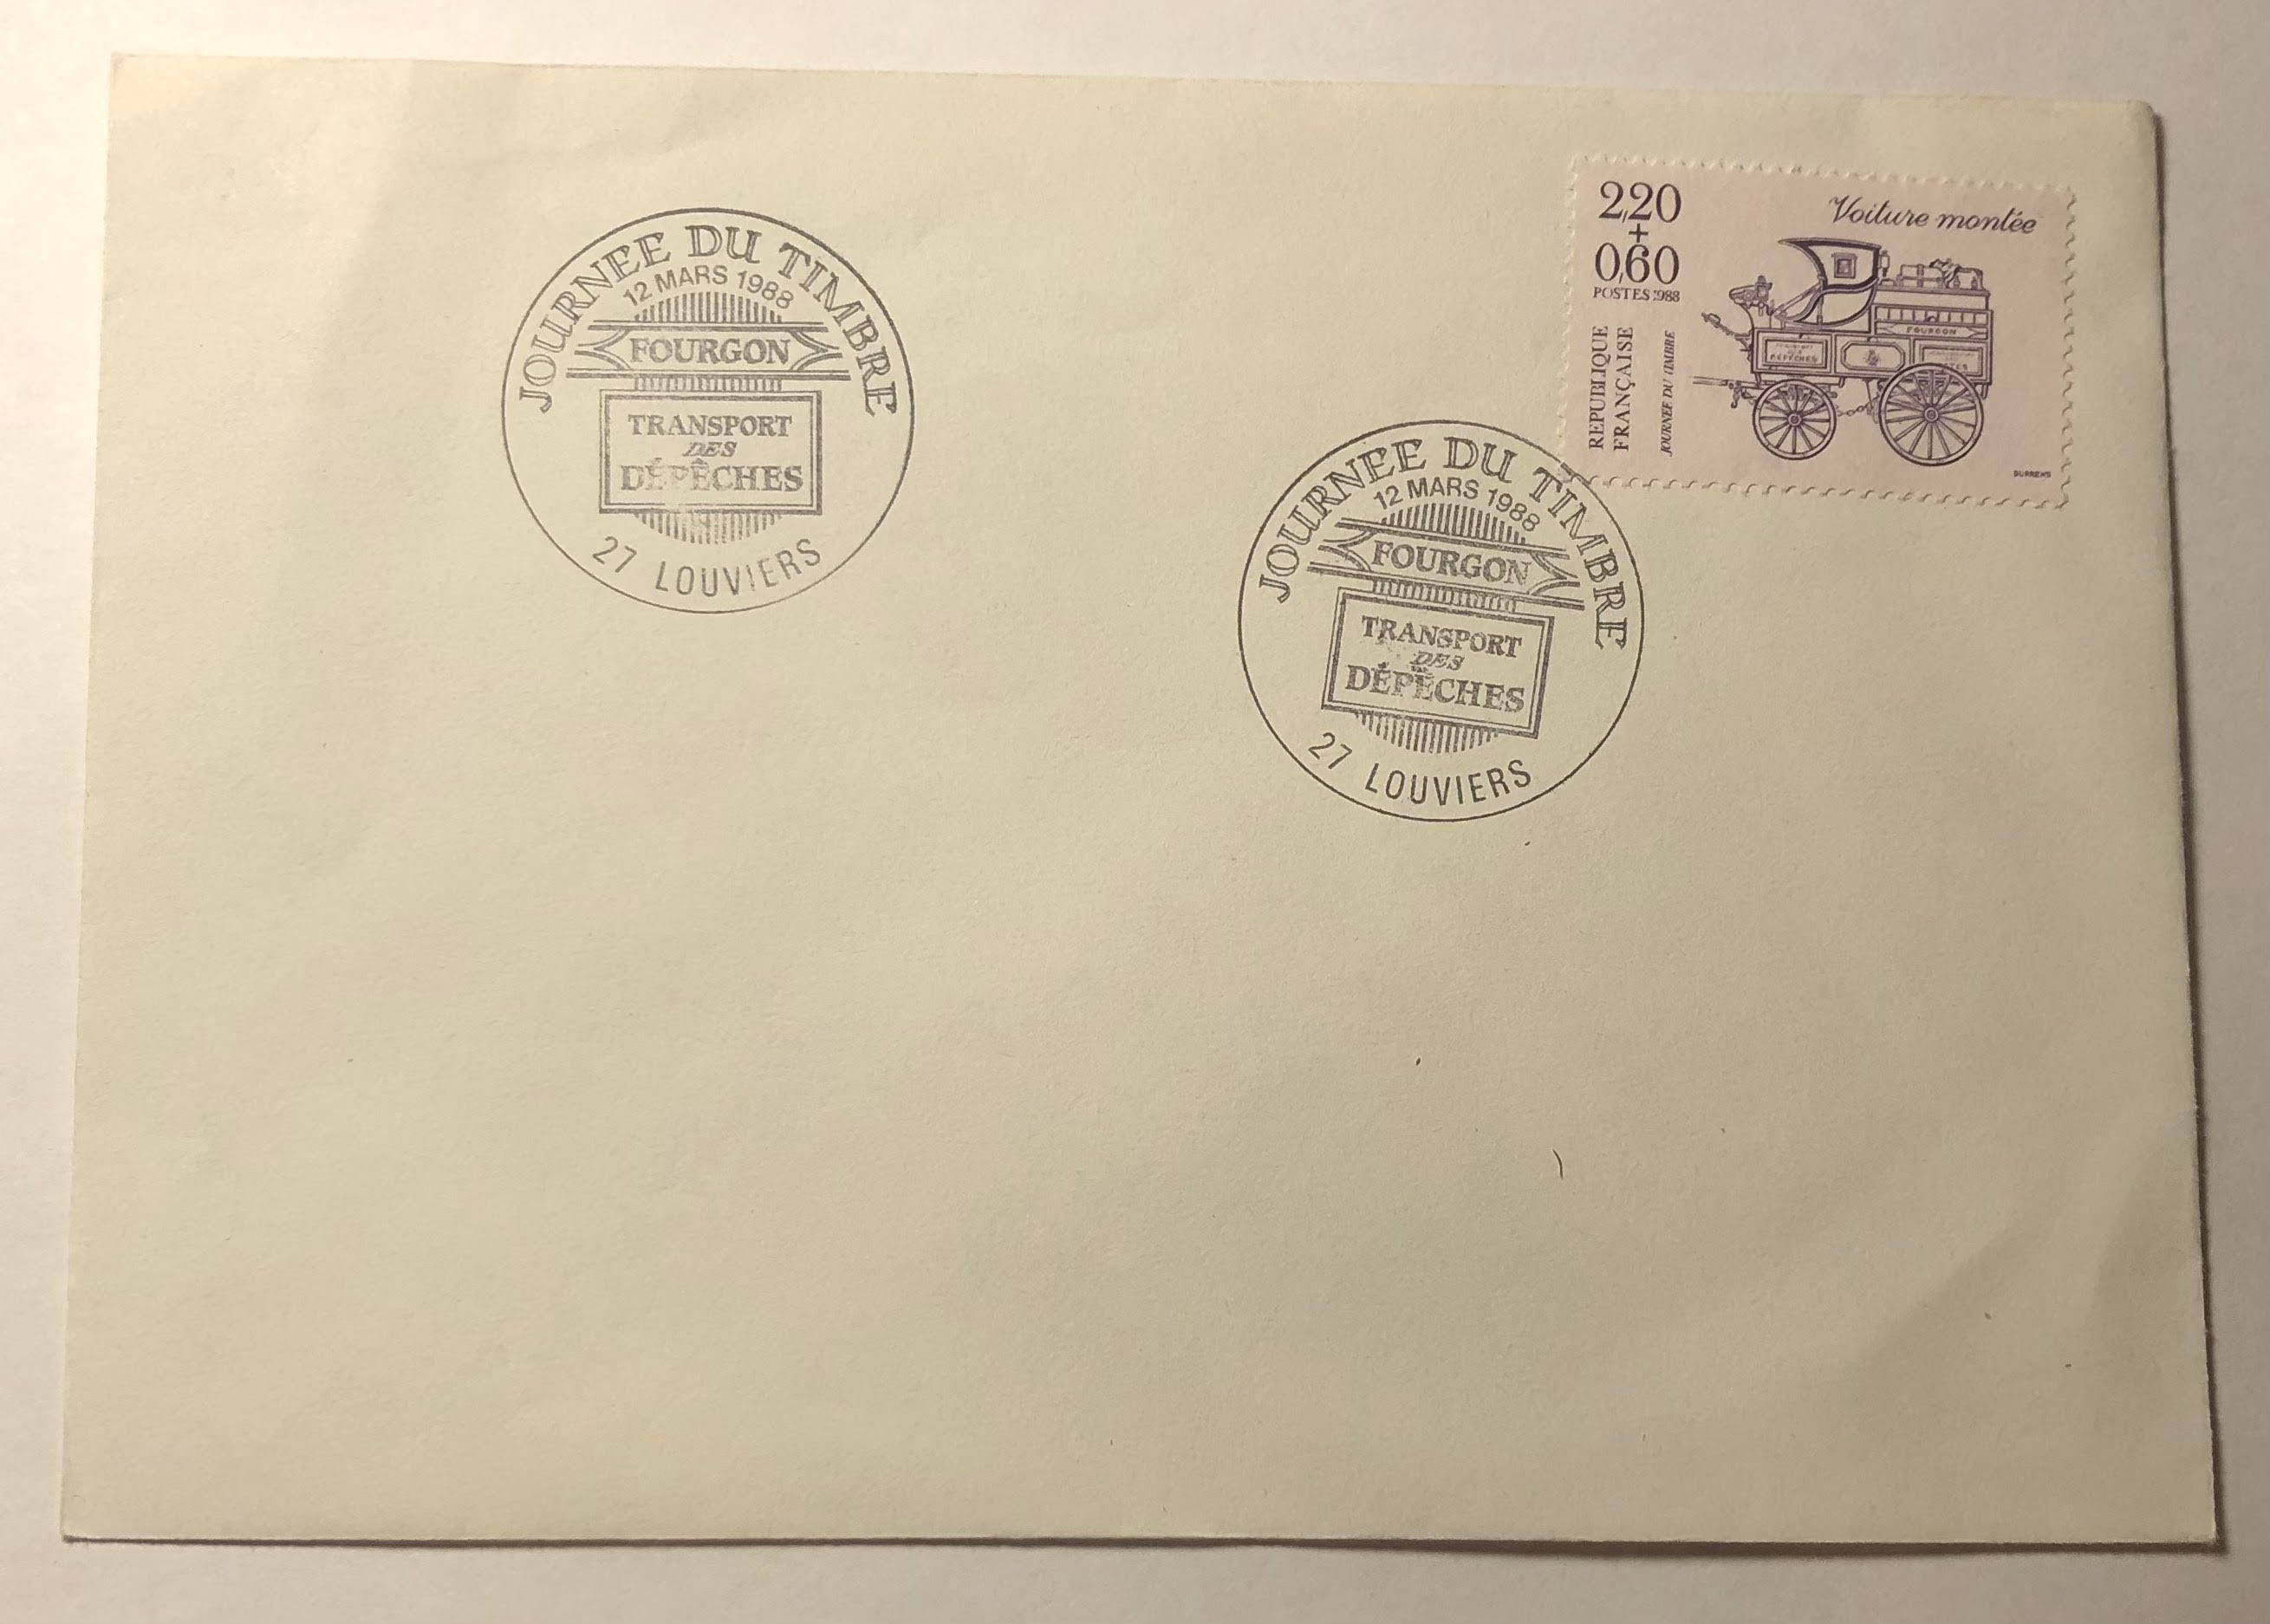 JOURNEE DU TIMBRE
12 MARS 1988
FOURGON
TRANSPORT
DES
DÉPÊCHES
27 LOUVIERS
2,20
+
0,60
POSTES 1988
REPUBLIQUE
FRANÇAISE
JOURNEE DU TIMBRE
Voiture montée
FOURGON
DEPÊCHES
DURRENS
JOURNEE DU TIMBRE
12 MARS 1988
FOURGON
TRANSPORT
DES
DÉPÊCHES
27 LOUVIERS